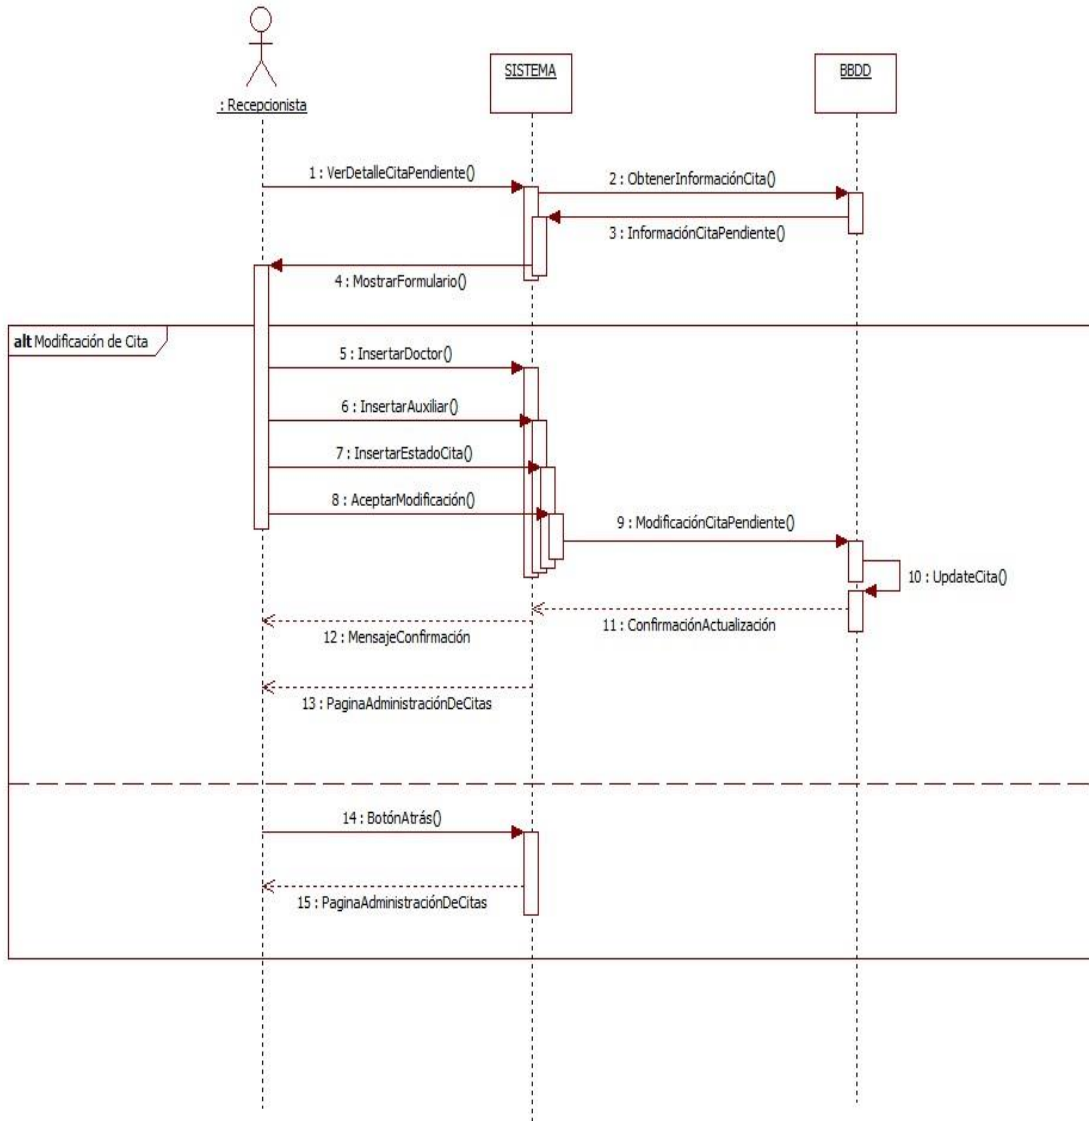 : Recepcionista
SISTEMA
BBDD
1 : VerDetalleCitaPendiente()
2 : ObtenerInformaciónCita()
3 : InformaciónCitaPendiente()
4 : MostrarFormulario()
alt Modificación de Cita
5 : InsertarDoctor()
6 : InsertarAuxiliar()
7 : InsertarEstadoCita()
8 : AceptarModificación()
9 : ModificaciónCitaPendiente()
10 : UpdateCita()
11 : ConfirmaciónActualización
12 : MensajeConfirmación
13 : PaginaAdministraciónDeCitas
14 : BotónAtrás()
15 : PaginaAdministraciónDeCitas